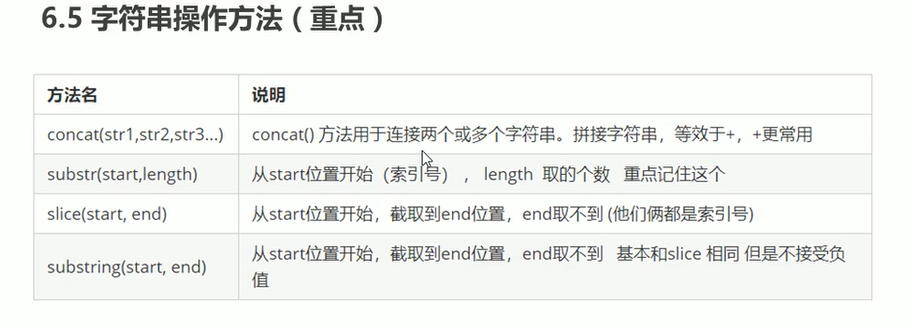 6.5 字符串操作方法（重点）
方法名 说明
concat(str1,str2,str3...) concat() 方法用于连接两个或多个字符串。拼接字符串，等效于+，+更常用
substr(start,length) 从start位置开始（索引号） ， length 取的个数 重点记住这个
slice(start, end) 从start位置开始，截取到end位置，end取不到 (他们俩都是索引号)
substring(start, end) 从start位置开始，截取到end位置，end取不到 基本和slice 相同 但是不接受负
值